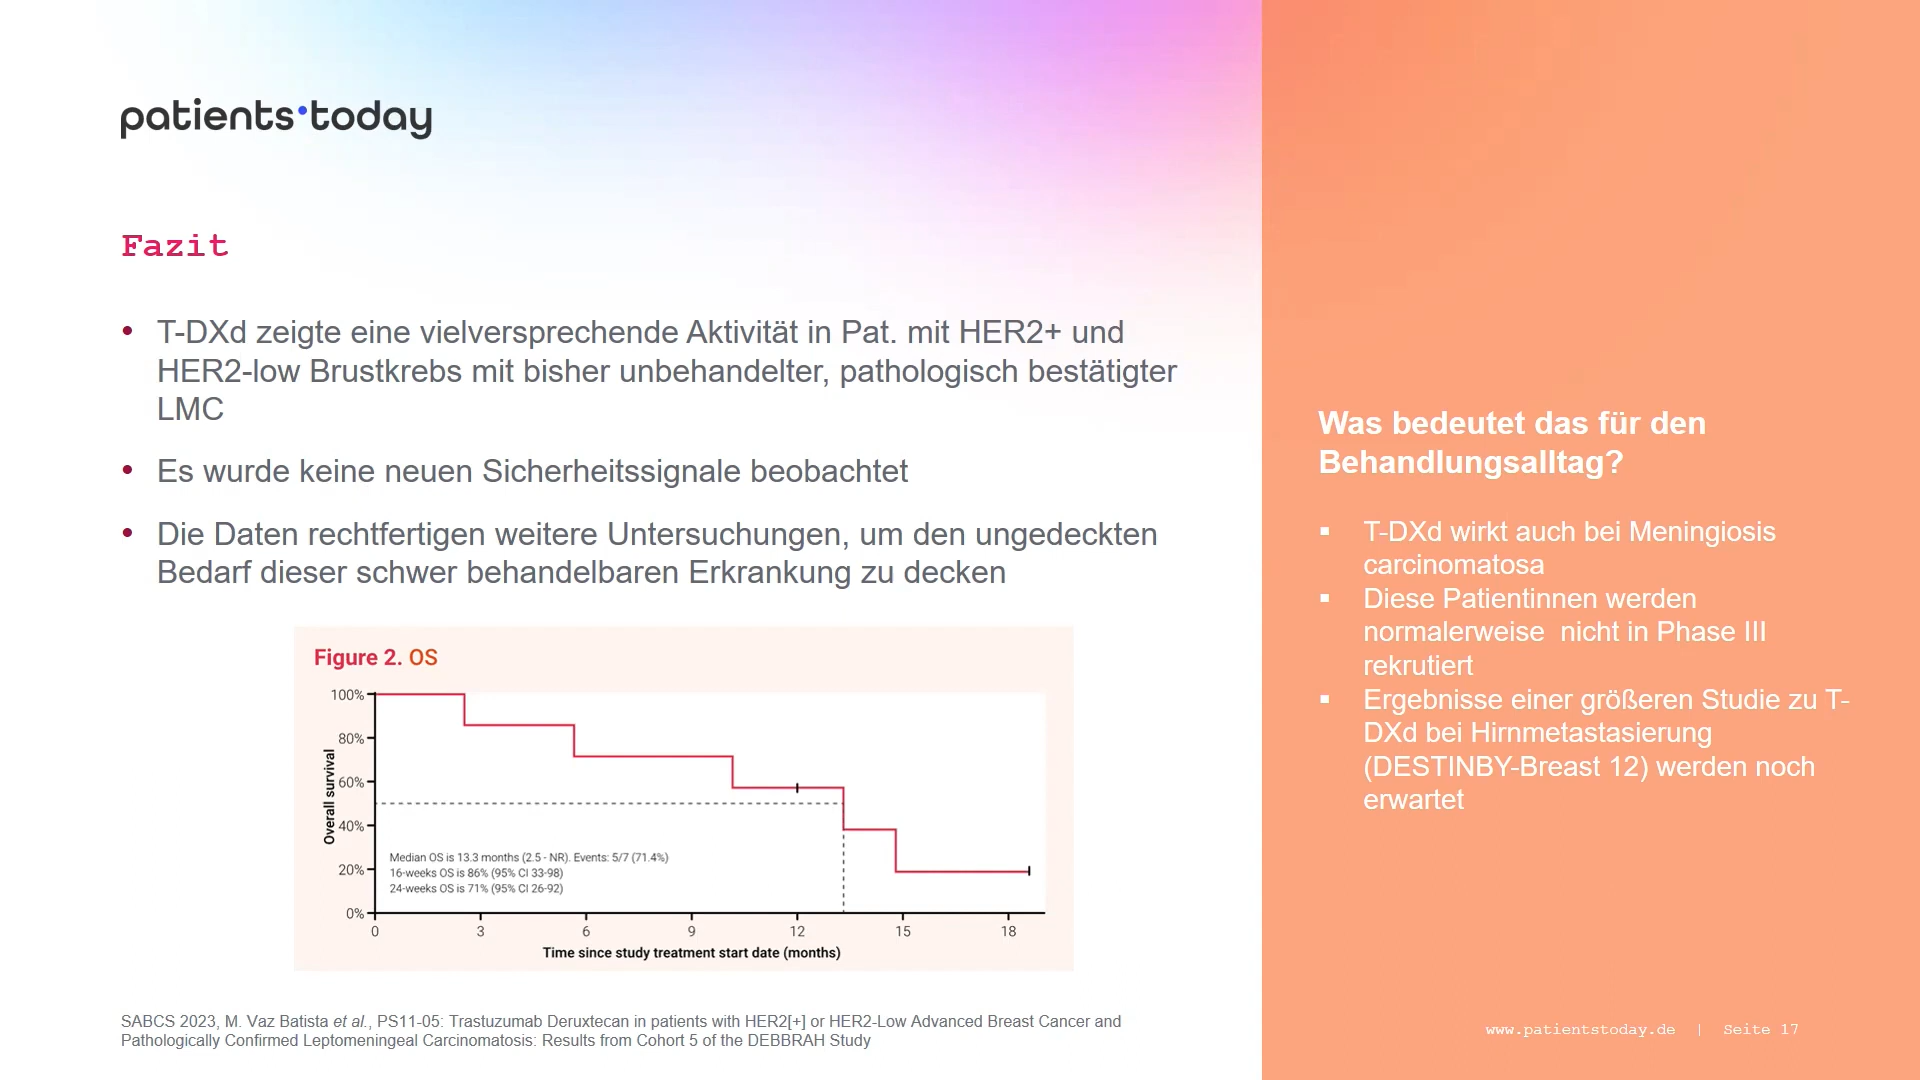 patients•today
Fazit
• T-DXd zeigte eine vielversprechende Aktivität in Pat. mit HER2+ und
HER2-low Brustkrebs mit bisher unbehandelter, pathologisch bestätigter
LMC
• Es wurde keine neuen Sicherheitssignale beobachtet
• Die Daten rechtfertigen weitere Untersuchungen, um den ungedeckten
Bedarf dieser schwer behandelbaren Erkrankung zu decken
Figure 2. OS
100%
80%
60%
40%
20%
0%
Overall survival
Median OS is 13.3 months (2.5 - NR). Events: 5/7 (71.4%)
16-weeks OS is 86% (95% CI 33-98)
24-weeks OS is 71% (95% CI 26-92)
0 3 6 9 12 15 18
Time since study treatment start date (months)
SABCS 2023, M. Vaz Batista et al., PS11-05: Trastuzumab Deruxtecan in patients with HER2[+] or HER2-Low Advanced Breast Cancer and
Pathologically Confirmed Leptomeningeal Carcinomatosis: Results from Cohort 5 of the DEBBRAH Study
Was bedeutet das für den
Behandlungsalltag?
▪ T-DXd wirkt auch bei Meningiosis
carcinomatosa
▪ Diese Patientinnen werden
normalerweise  nicht in Phase III
rekrutiert
▪ Ergebnisse einer größeren Studie zu T-
DXd bei Hirnmetastasierung
(DESTINBY-Breast 12) werden noch
erwartet
www.patientstoday.de | Seite 17